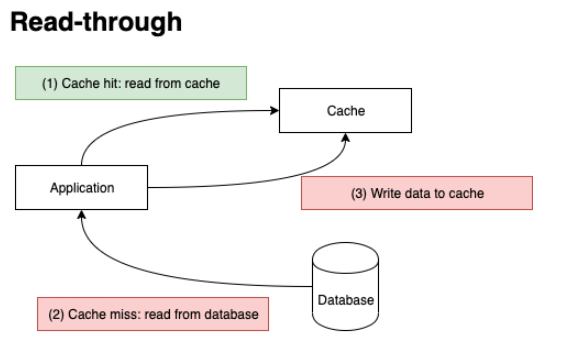 Read-through
(1) Cache hit: read from cache
Cache
Application
(3) Write data to cache
Database
(2) Cache miss: read from database